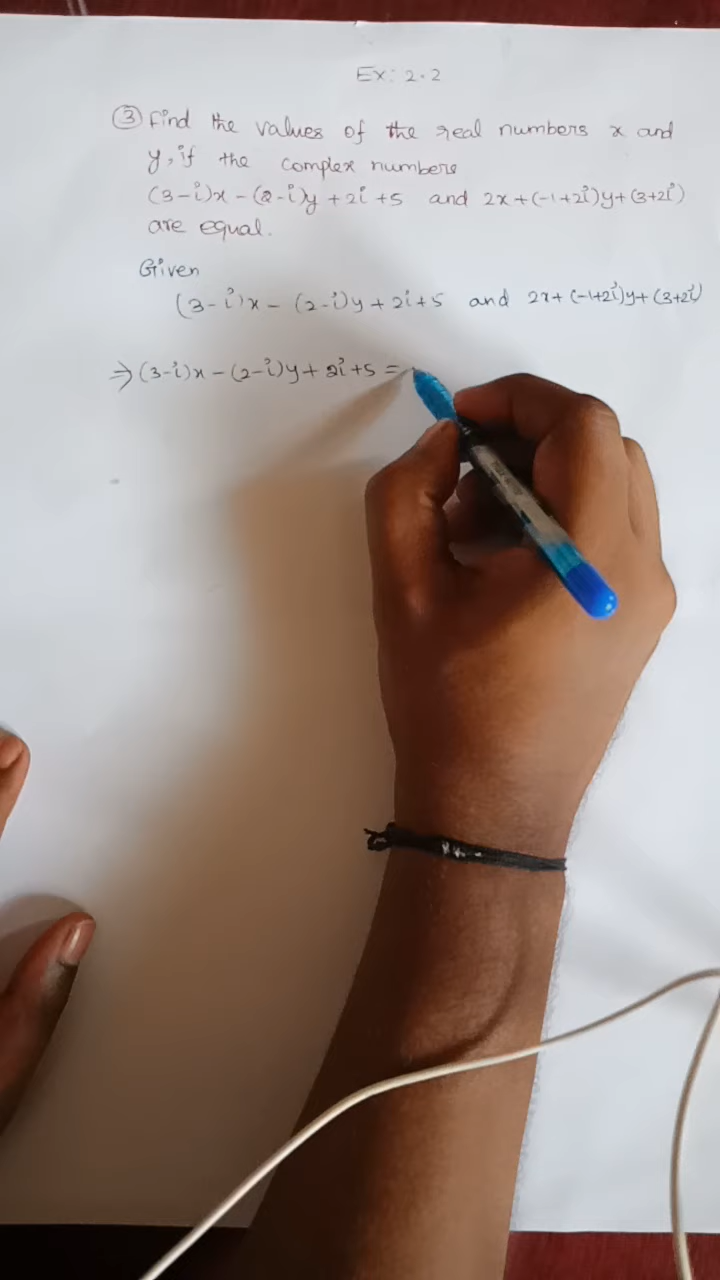 Ex: 2.2
③ Find the values of the real numbers x and
y, if the complex numbers
(3-i)x - (2-i)y + 2i +5 and 2x+(-1+2i)y+(3+2i)
are equal.
Given
(3-i)x - (2-i)y + 2i+5 and 2x+(-1+2i)y+(3+2i)
⇒ (3-i)x - (2-i)y + 2i +5 =